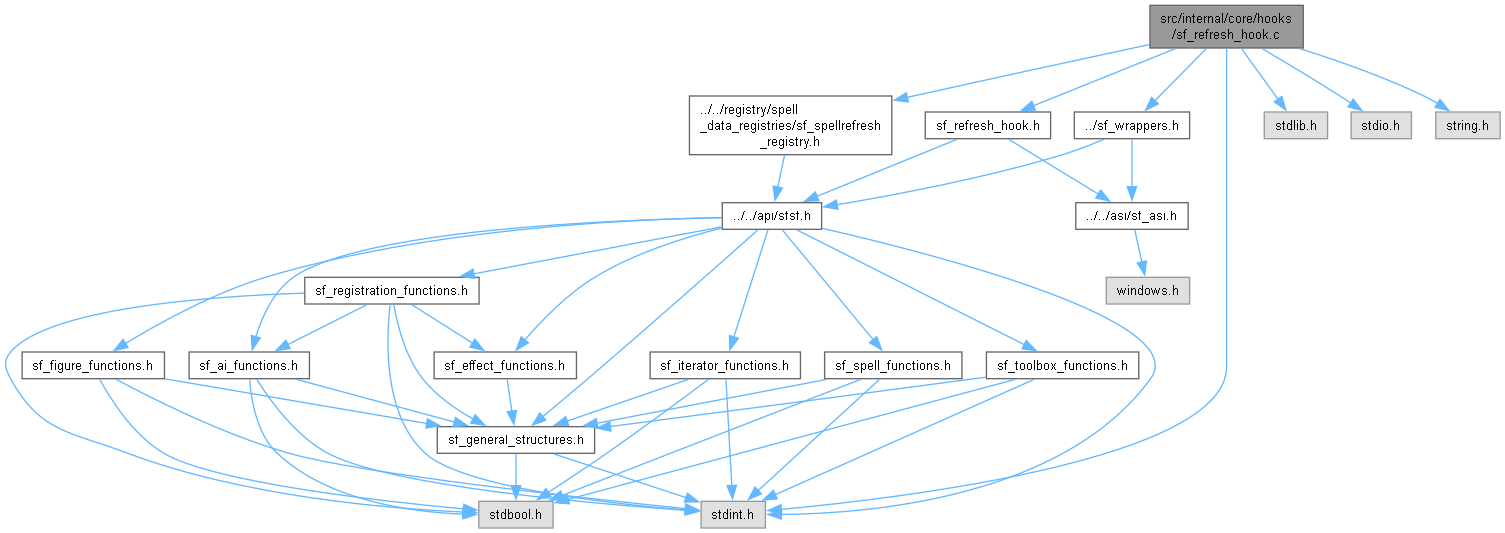 src/internal/core/hooks
/sf_refresh_hook.c
../../registry/spell
_data_registries/sf_spellrefresh
_registry.h
sf_refresh_hook.h
../sf_wrappers.h
stdlib.h
stdio.h
string.h
../../api/sfsf.h
../../asi/sf_asi.h
sf_registration_functions.h
windows.h
sf_figure_functions.h
sf_ai_functions.h
sf_effect_functions.h
sf_iterator_functions.h
sf_spell_functions.h
sf_toolbox_functions.h
sf_general_structures.h
stdbool.h
stdint.h